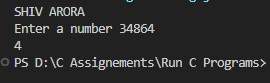 SHIV ARORA
Enter a number 34864
4
PS D:\C Assignements\Run C Programs>